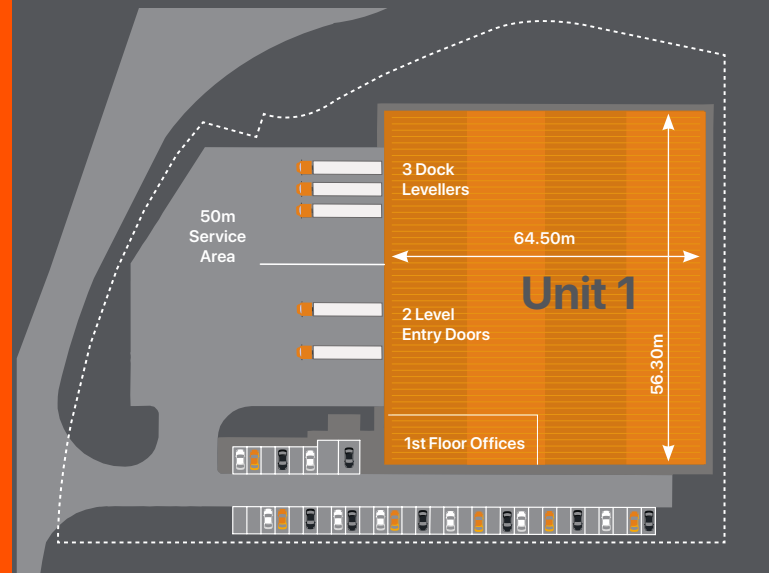 3 Dock
Levellers
50m
Service
Area
64.50m
Unit 1
2 Level
Entry Doors
56.30m
1st Floor Offices